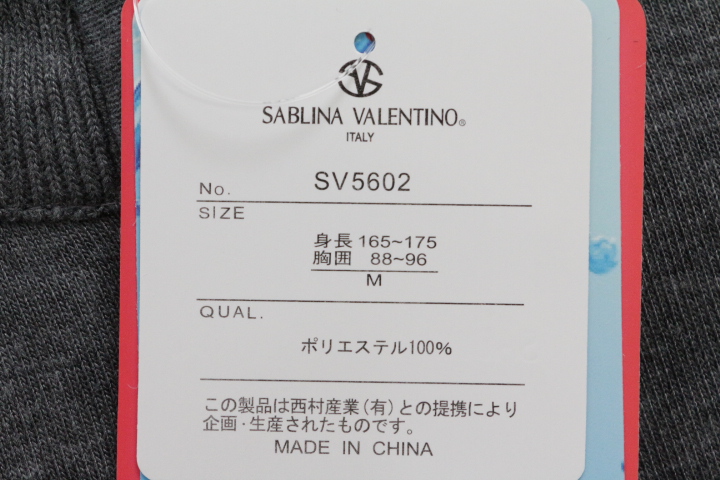 SABLINA VALENTINO®
ITALY
No. SV5602
SIZE
身長 165~175
胸囲 88~96
M
QUAL.
ポリエステル100%
この製品は西村産業(有)との提携により
企画・生産されたものです。
MADE IN CHINA